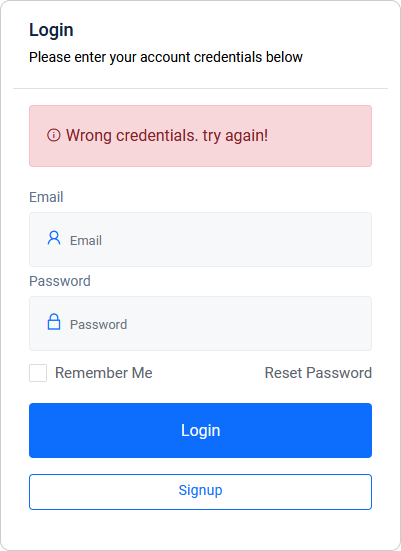 Login
Please enter your account credentials below
Wrong credentials. try again!
Email
Email
Password
Password
Remember Me Reset Password
Login
Signup